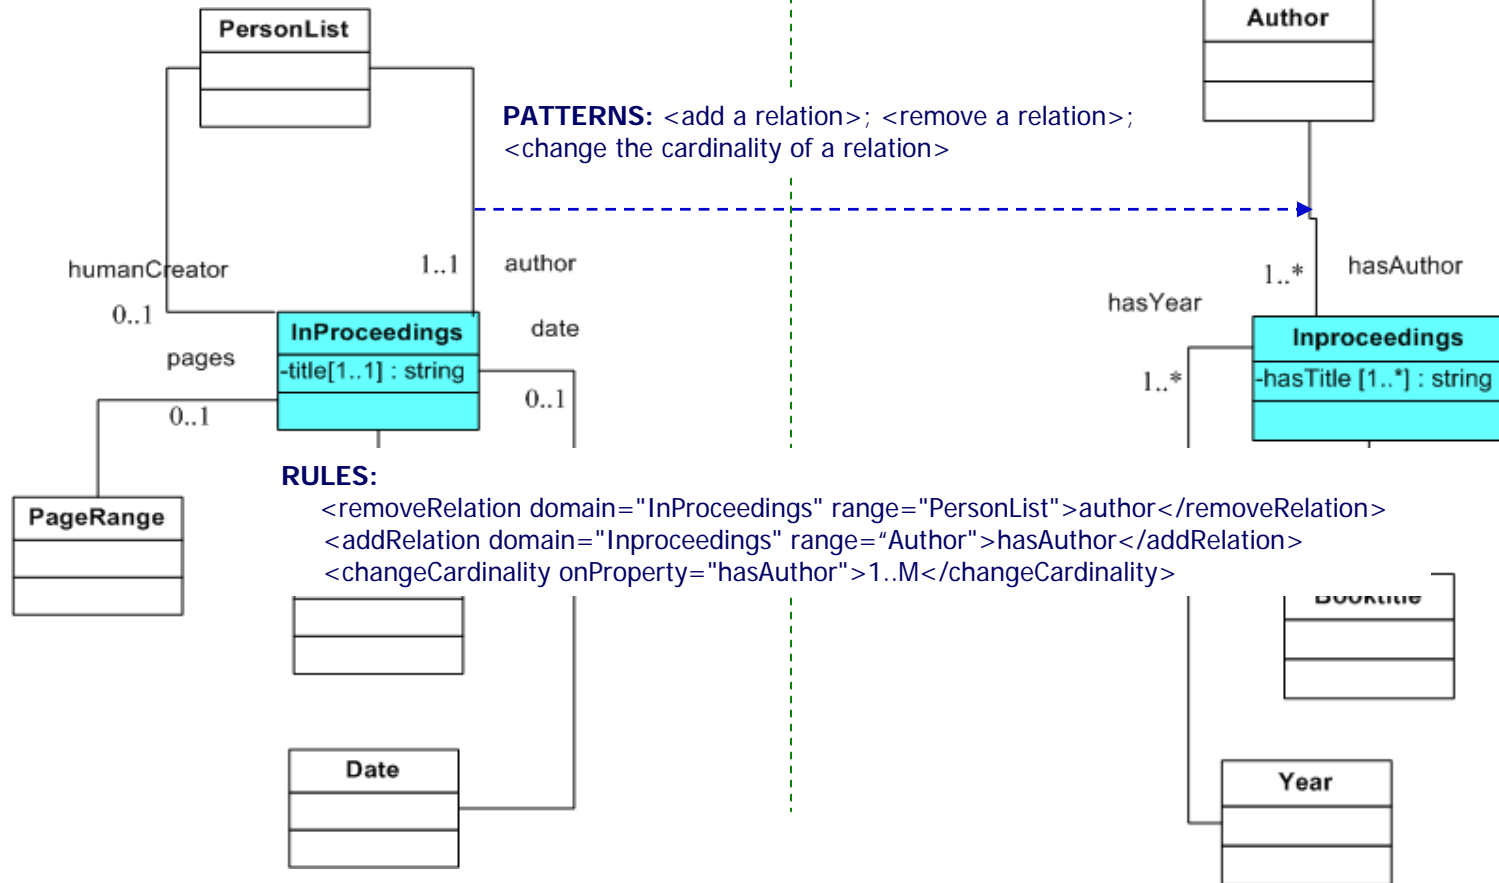 PersonList
Author
PATTERNS: <add a relation>; <remove a relation>;
<change the cardinality of a relation>
humanCreator
1..1
author
0..1
InProceedings
date
-title[1..1] : string
pages
0..1
0..1
hasAuthor
1..*
hasYear
Inproceedings
1..*
-hasTitle [1..*] : string
RULES:
<removeRelation domain="InProceedings" range="PersonList">author</removeRelation>
<addRelation domain="Inproceedings" range=“Author">hasAuthor</addRelation>
<changeCardinality onProperty="hasAuthor">1..M</changeCardinality>
PageRange
Booktitle
Date
Year